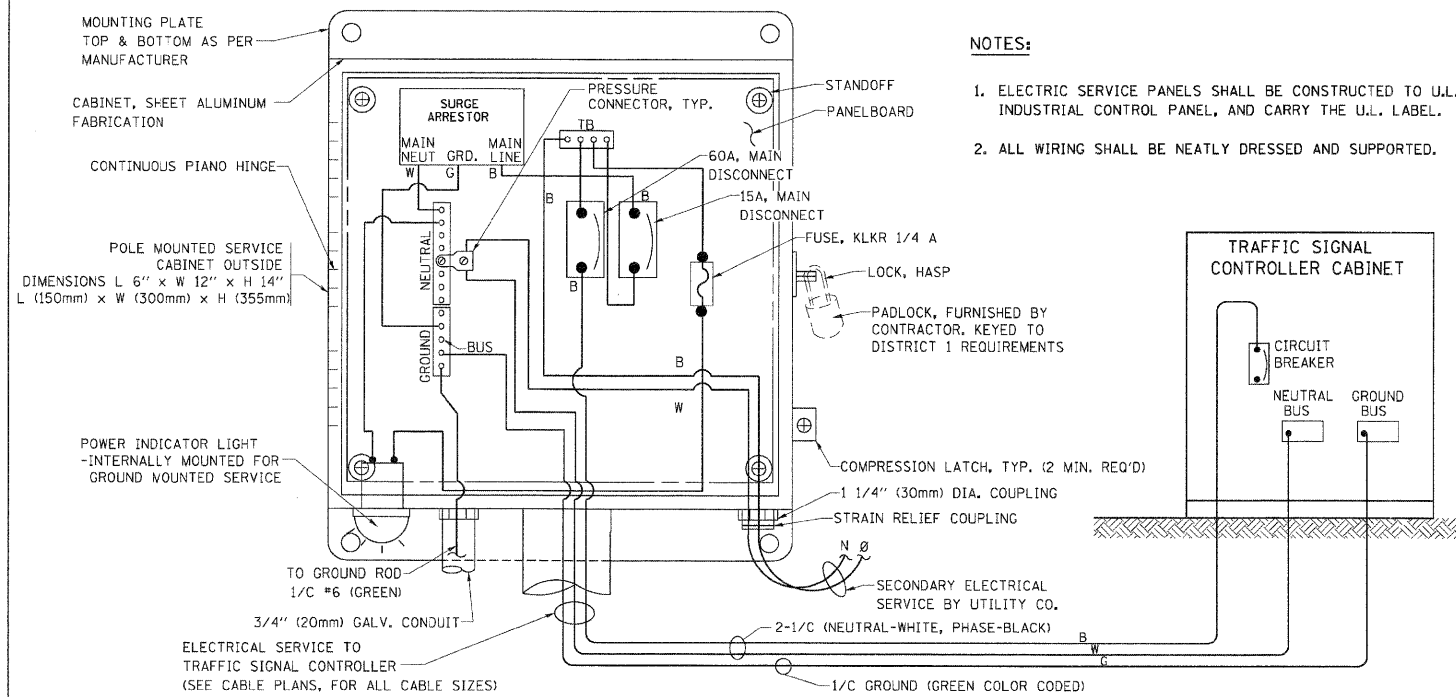 MOUNTING PLATE
TOP & BOTTOM AS PER
MANUFACTURER
CABINET, SHEET ALUMINUM
FABRICATION
CONTINUOUS PIANO HINGE
POLE MOUNTED SERVICE
CABINET OUTSIDE
DIMENSIONS L 6" x W 12" x H 14"
L (150mm) x W (300mm) x H (355mm)
POWER INDICATOR LIGHT
-INTERNALLY MOUNTED FOR
GROUND MOUNTED SERVICE
SURGE
ARRESTOR
MAIN
NEUT
GRD.
MAIN
LINE
W
G
B
PRESSURE
CONNECTOR, TYP.
TB
STANDOFF
PANELBOARD
60A, MAIN
DISCONNECT
15A, MAIN
DISCONNECT
B
B
B
FUSE, KLKR 1/4 A
NEUTRAL
GROUND
BUS
LOCK, HASP
PADLOCK, FURNISHED BY
CONTRACTOR. KEYED TO
DISTRICT 1 REQUIREMENTS
B
W
COMPRESSION LATCH, TYP. (2 MIN. REQ'D)
1 1/4" (30mm) DIA. COUPLING
STRAIN RELIEF COUPLING
N Ø
SECONDARY ELECTRICAL
SERVICE BY UTILITY CO.
TO GROUND ROD
1/C #6 (GREEN)
3/4" (20mm) GALV. CONDUIT
ELECTRICAL SERVICE TO
TRAFFIC SIGNAL CONTROLLER
(SEE CABLE PLANS, FOR ALL CABLE SIZES)
2-1/C (NEUTRAL-WHITE, PHASE-BLACK)
B
W
G
1/C GROUND (GREEN COLOR CODED)
NOTES:
1. ELECTRIC SERVICE PANELS SHALL BE CONSTRUCTED TO U.L.
INDUSTRIAL CONTROL PANEL, AND CARRY THE U.L. LABEL.
2. ALL WIRING SHALL BE NEATLY DRESSED AND SUPPORTED.
TRAFFIC SIGNAL
CONTROLLER CABINET
CIRCUIT
BREAKER
NEUTRAL
BUS
GROUND
BUS